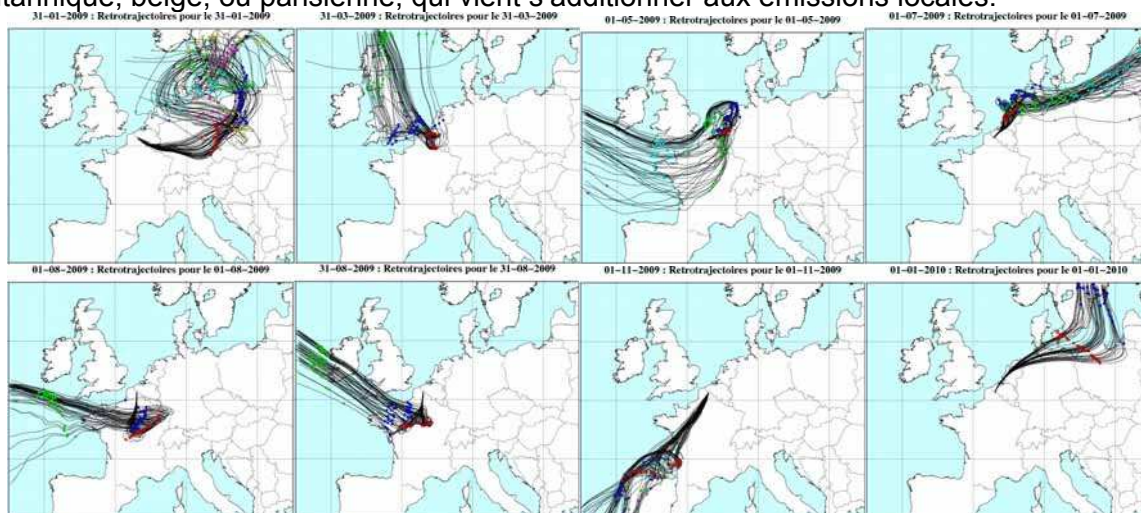 tannique, belge, ou parisienne, qui vient s'additionner aux émissions locales.
31-01-2009 : Retrotrajectoires pour le 31-01-2009
31-03-2009 : Retrotrajectoires pour le 31-03-2009
01-05-2009 : Retrotrajectoires pour le 01-05-2009
01-07-2009 : Retrotrajectoires pour le 01-07-2009
01-08-2009 : Retrotrajectoires pour le 01-08-2009
31-08-2009 : Retrotrajectoires pour le 31-08-2009
01-11-2009 : Retrotrajectoires pour le 01-11-2009
01-01-2010 : Retrotrajectoires pour le 01-01-2010